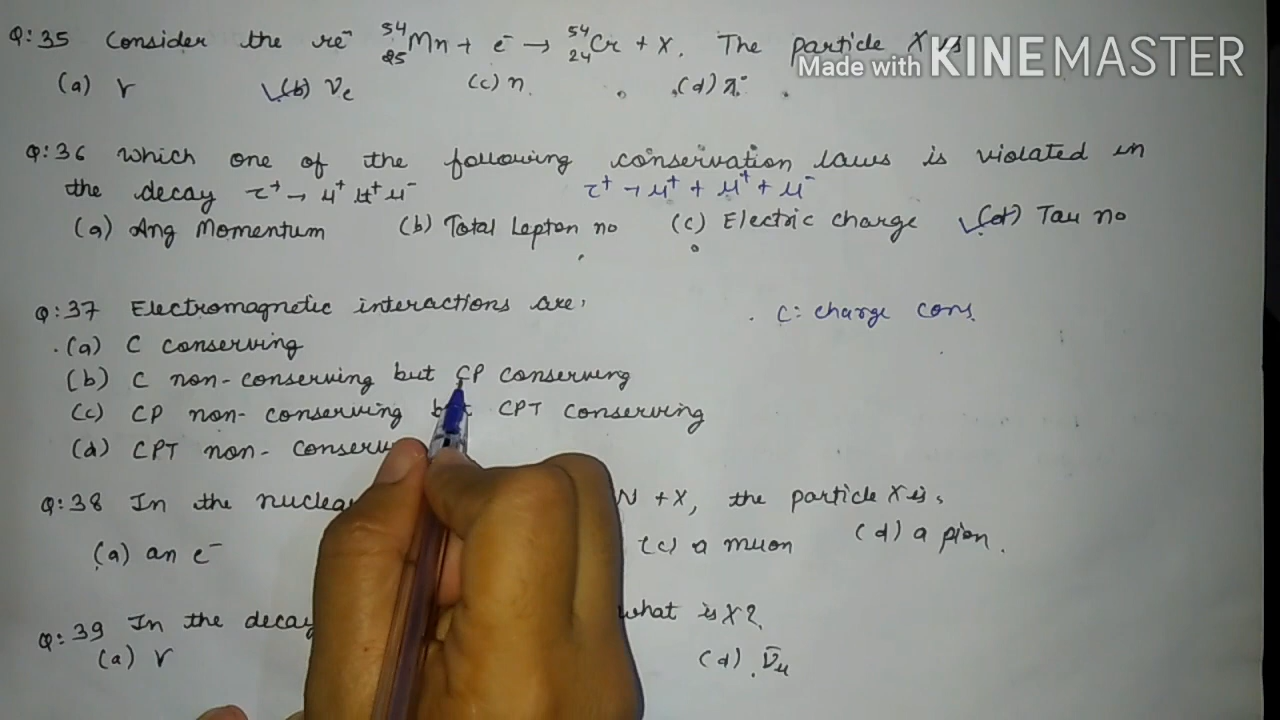 Q:35 Consider the re⁻ ⁵⁴₂₅Mn + e⁻ → ⁵⁴₂₄Cr + X. The particle X is
Made with KINEMASTER
(a) γ (b) νe (c) n (d) π°
Q:36 Which one of the following conservation laws is violated in
the decay τ⁺ → μ⁺ μ⁺ μ⁻ τ⁺ → μ⁺ + μ⁺ + μ⁻
(a) Ang Momentum (b) Total Lepton no (c) Electric charge (d) Tau no
Q:37 Electromagnetic interactions are: C: charge cons.
(a) C conserving
(b) C non-conserving but CP conserving
(c) CP non-conserving but CPT conserving
(d) CPT non-
Q:38 In the N + X, the particle X is,
(a) an e⁻ (c) a muon (d) a pion.
Q:39 In the decay what is X?
(a) γ (d) ν̄μ